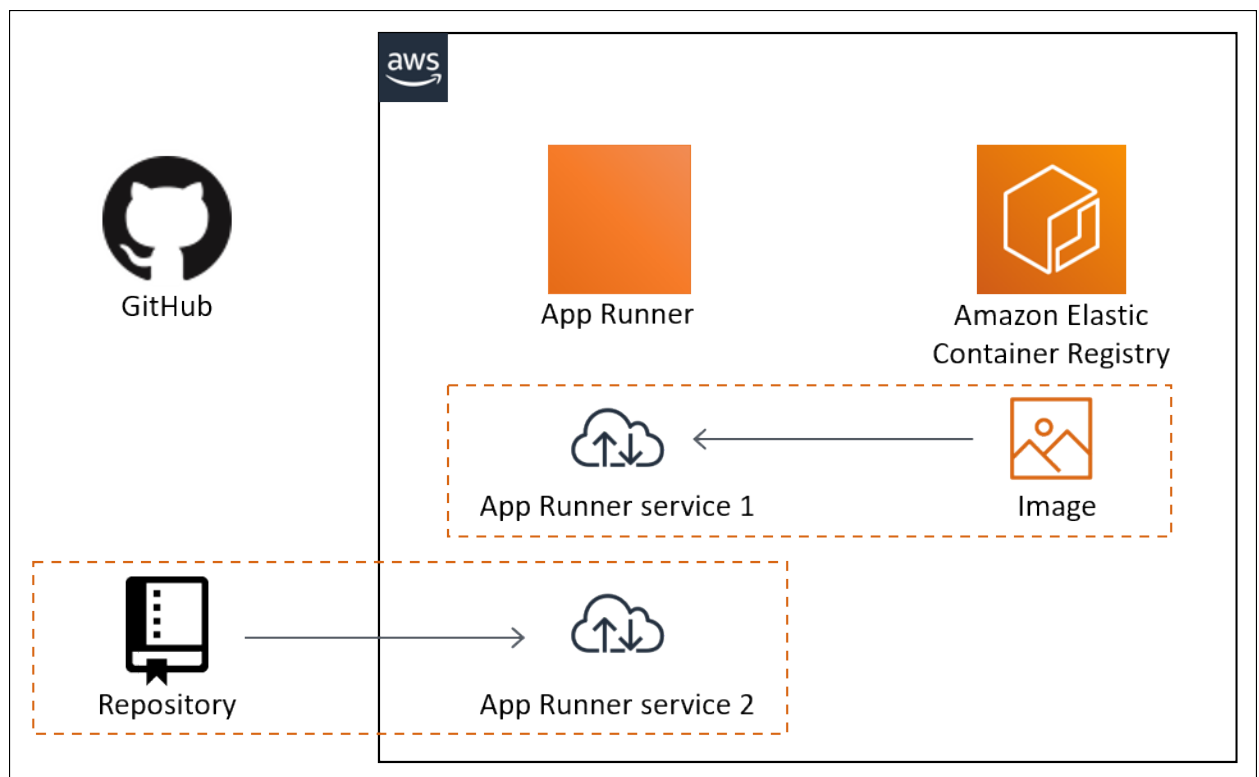 aws
GitHub
App Runner
Amazon Elastic
Container Registry
App Runner service 1
Image
Repository
App Runner service 2